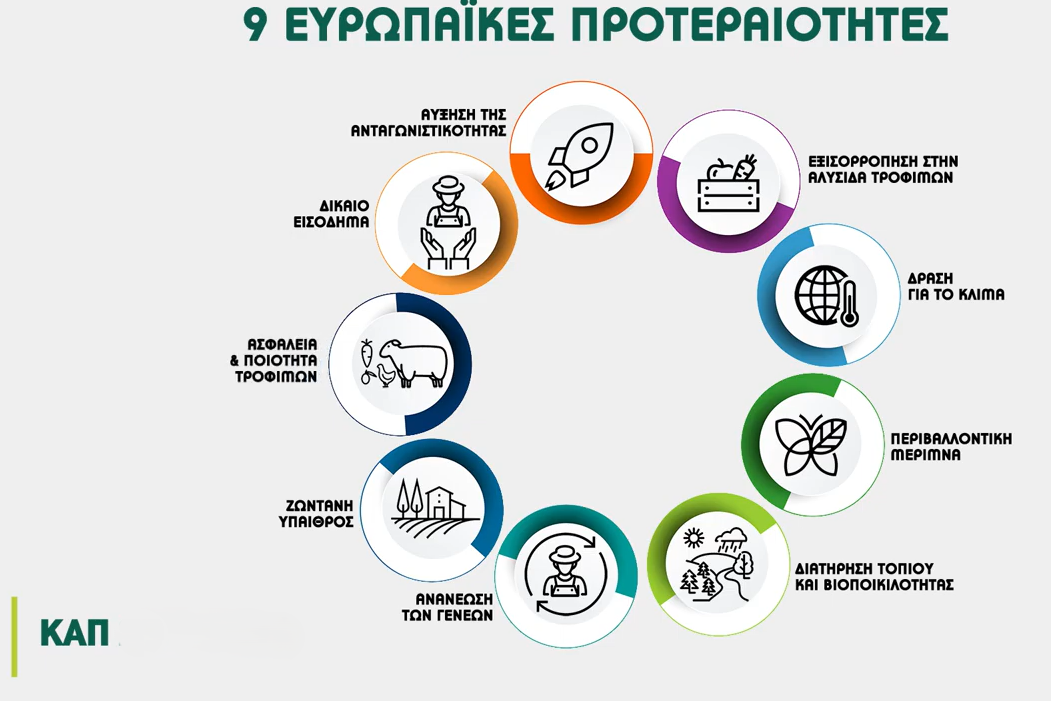 9 ΕΥΡΩΠΑΪΚΕΣ ΠΡΟΤΕΡΑΙΟΤΗΤΕΣ
ΑΥΞΗΣΗ ΤΗΣ
ΑΝΤΑΓΩΝΙΣΤΙΚΟΤΗΤΑΣ
ΕΞΙΣΟΡΡΟΠΗΣΗ ΣΤΗΝ
ΑΛΥΣΙΔΑ ΤΡΟΦΙΜΩΝ
ΔΡΑΣΗ
ΓΙΑ ΤΟ ΚΛΙΜΑ
ΠΕΡΙΒΑΛΛΟΝΤΙΚΗ
ΜΕΡΙΜΝΑ
ΔΙΑΤΗΡΗΣΗ ΤΟΠΙΟΥ
ΚΑΙ ΒΙΟΠΟΙΚΙΛΟΤΗΤΑΣ
ΑΝΑΝΕΩΣΗ
ΤΩΝ ΓΕΝΕΩΝ
ΖΩΝΤΑΝΗ
ΥΠΑΙΘΡΟΣ
ΑΣΦΑΛΕΙΑ
& ΠΟΙΟΤΗΤΑ
ΤΡΟΦΙΜΩΝ
ΔΙΚΑΙΟ
ΕΙΣΟΔΗΜΑ
ΚΑΠ